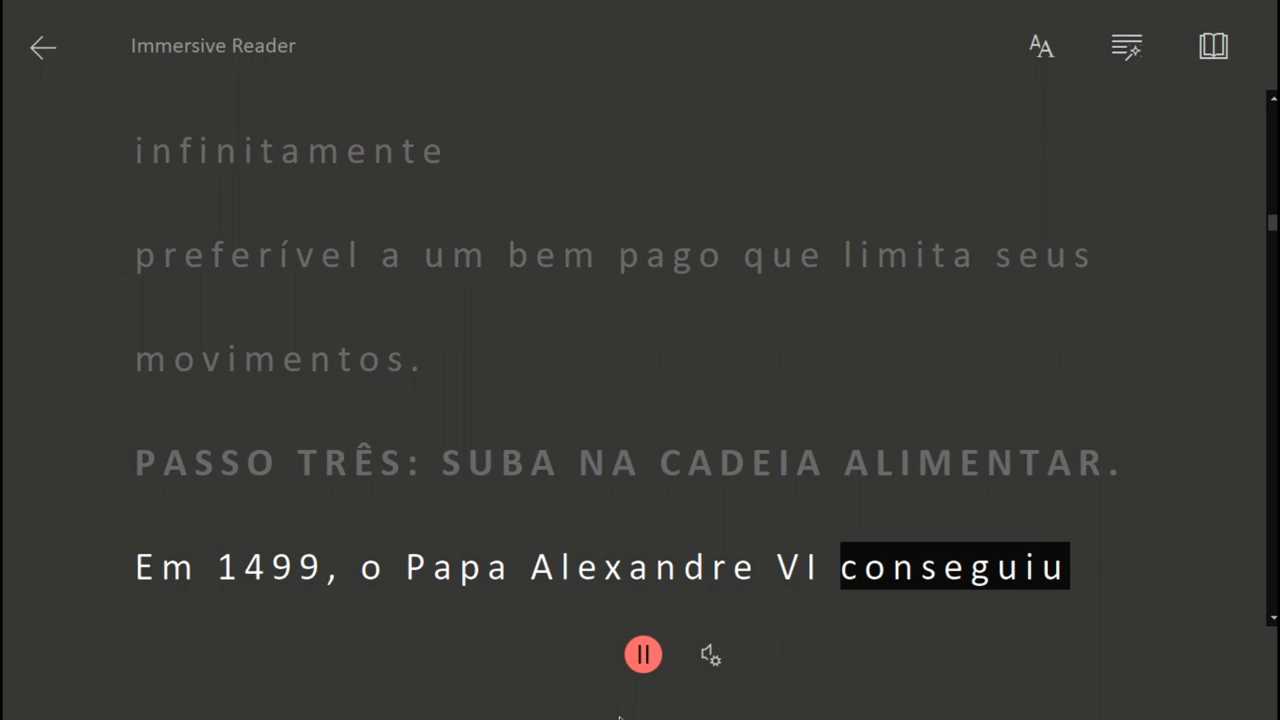 Immersive Reader
infinitamente
preferível a um bem pago que limita seus
movimentos.
PASSO TRÊS: SUBA NA CADEIA ALIMENTAR.
Em 1499, o Papa Alexandre VI conseguiu